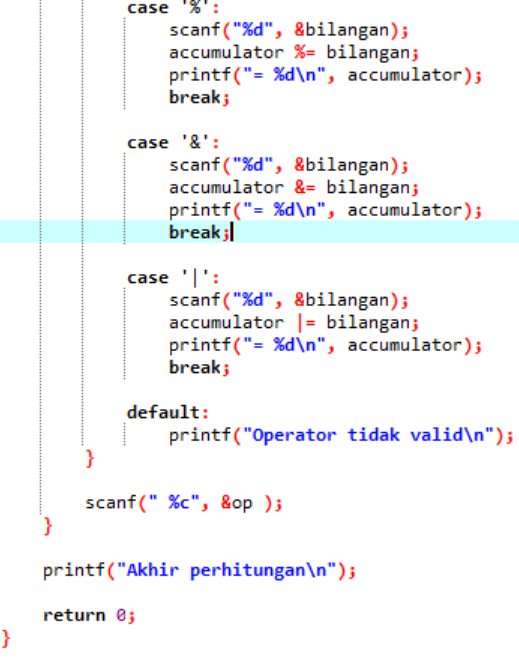 case '%':
scanf("%d", &bilangan);
accumulator %= bilangan;
printf("= %d\n", accumulator);
break;
case '&':
scanf("%d", &bilangan);
accumulator &= bilangan;
printf("= %d\n", accumulator);
break;
case '|':
scanf("%d", &bilangan);
accumulator |= bilangan;
printf("= %d\n", accumulator);
break;
default:
printf("Operator tidak valid\n");
}
scanf(" %c", &op );
}
printf("Akhir perhitungan\n");
return 0;
}